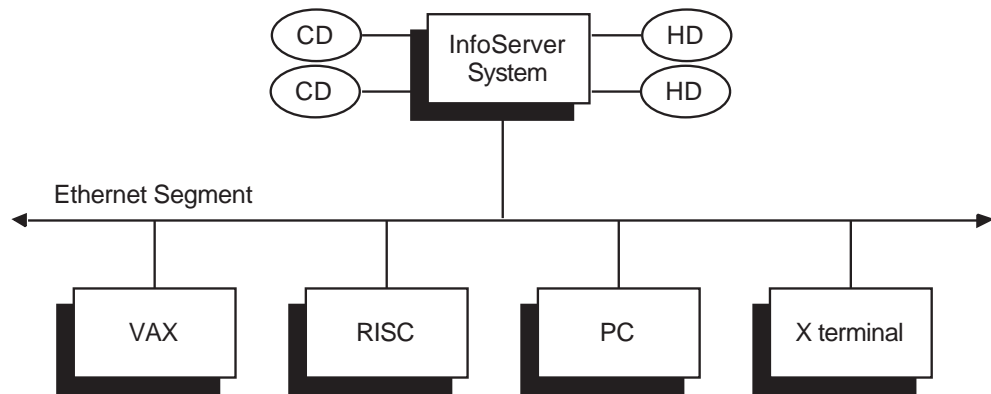 CD
InfoServer
System
HD
CD
HD
Ethernet Segment
VAX
RISC
PC
X terminal